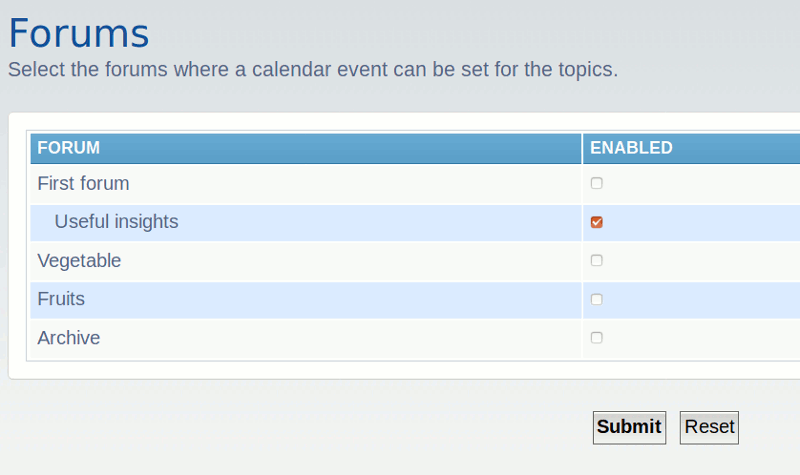 Forums
Select the forums where a calendar event can be set for the topics.
FORUM ENABLED
First forum
Useful insights
Vegetable
Fruits
Archive
Submit Reset